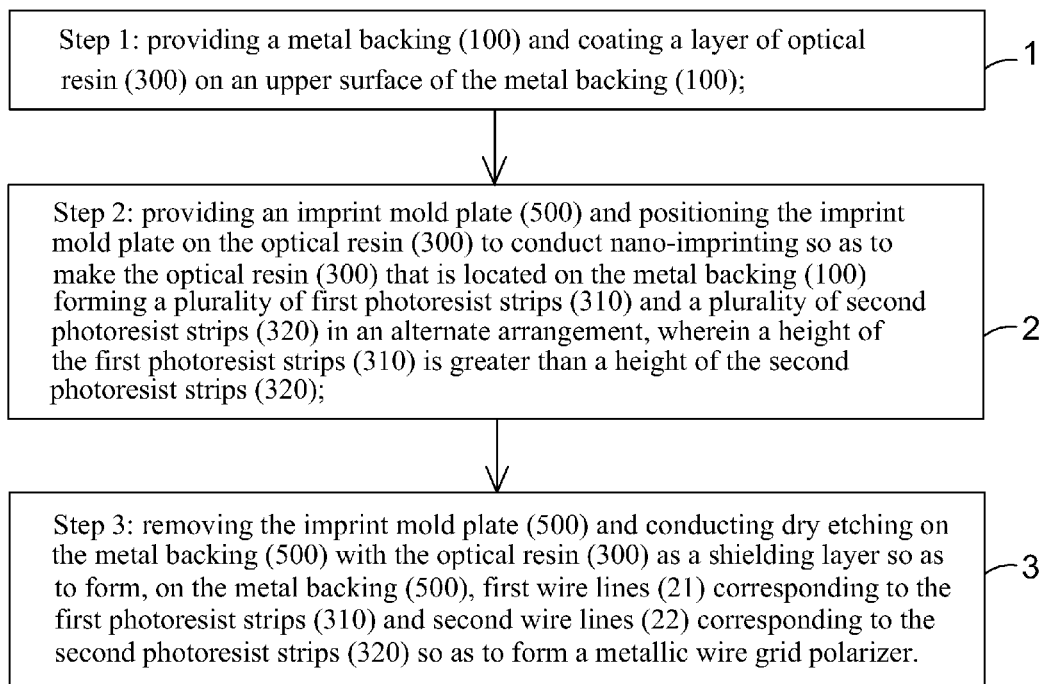 Step 1: providing a metal backing (100) and coating a layer of optical
resin (300) on an upper surface of the metal backing (100);
1
Step 2: providing an imprint mold plate (500) and positioning the imprint
mold plate on the optical resin (300) to conduct nano-imprinting so as to
make the optical resin (300) that is located on the metal backing (100)
forming a plurality of first photoresist strips (310) and a plurality of second
photoresist strips (320) in an alternate arrangement, wherein a height of
the first photoresist strips (310) is greater than a height of the second
photoresist strips (320);
2
Step 3: removing the imprint mold plate (500) and conducting dry etching on
the metal backing (500) with the optical resin (300) as a shielding layer so as
to form, on the metal backing (500), first wire lines (21) corresponding to the
first photoresist strips (310) and second wire lines (22) corresponding to the
second photoresist strips (320) so as to form a metallic wire grid polarizer.
3